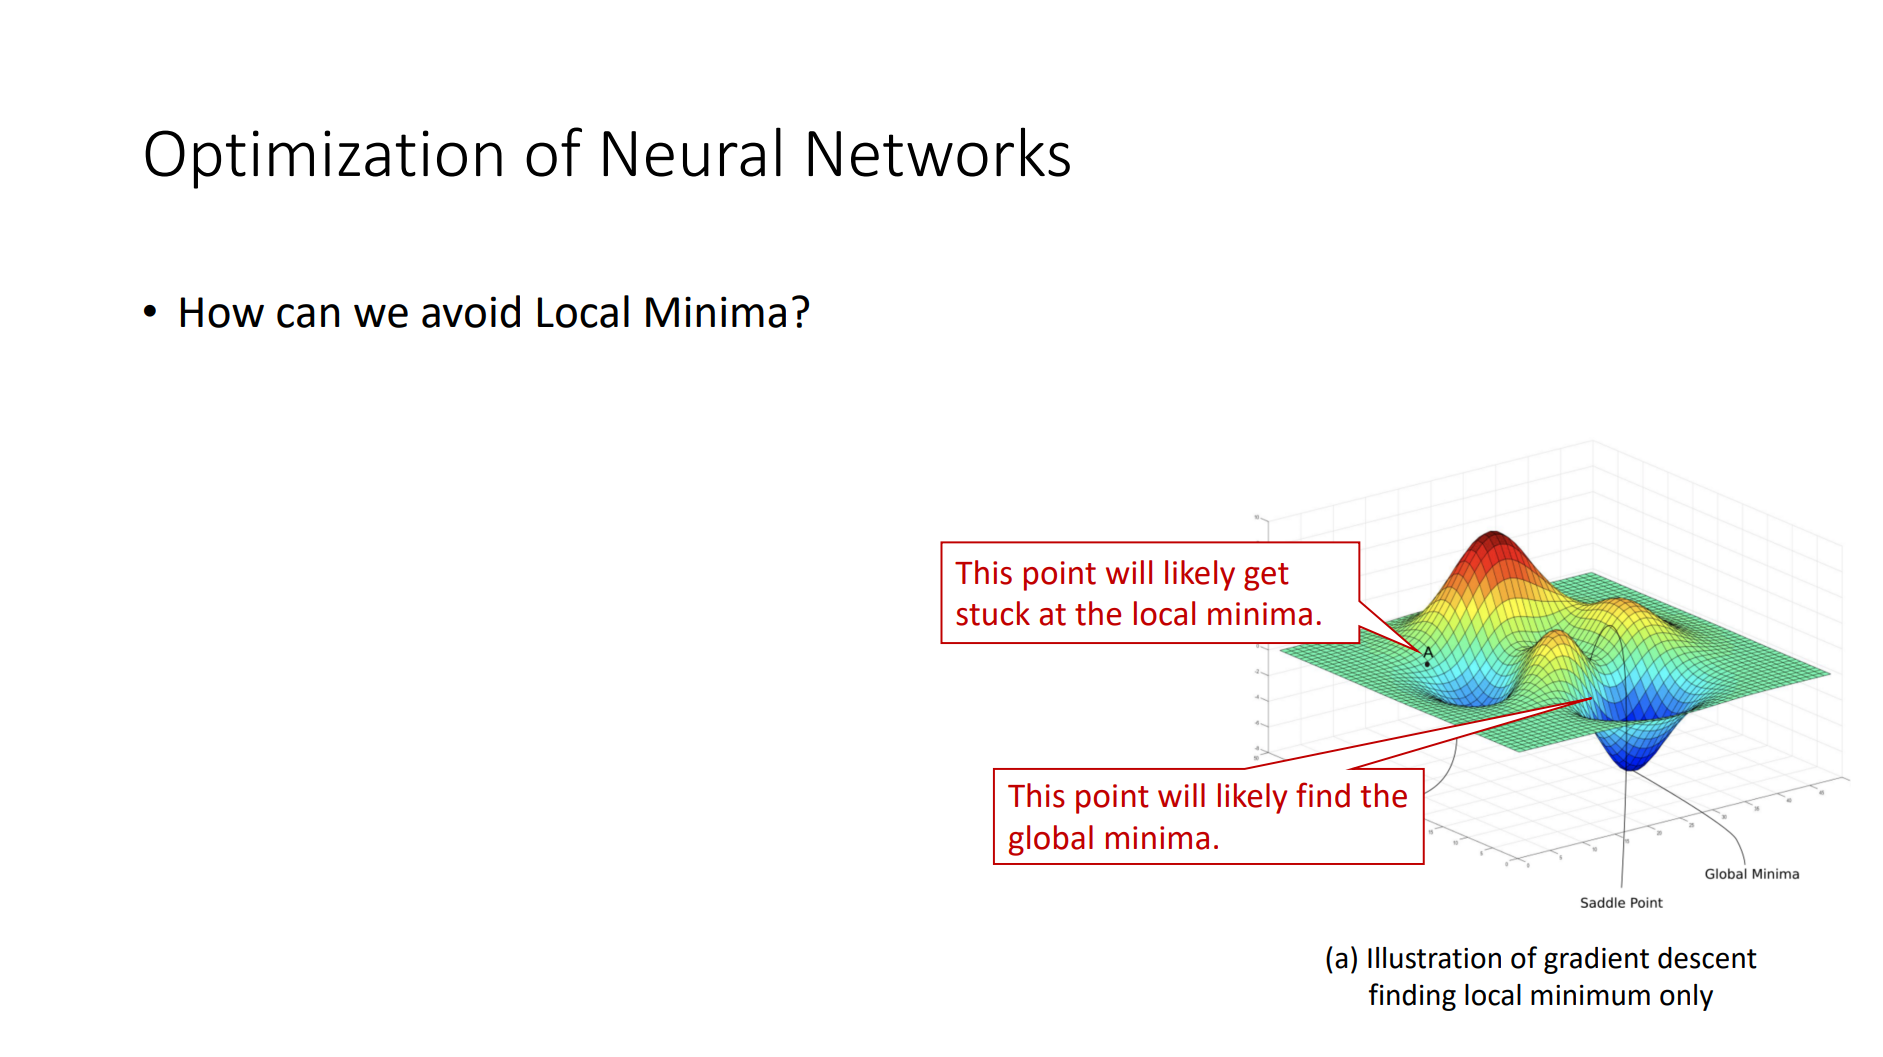 Optimization of Neural Networks
• How can we avoid Local Minima?
This point will likely get
stuck at the local minima.
A
This point will likely find the
global minima.
Global Minima
Saddle Point
(a) Illustration of gradient descent
finding local minimum only